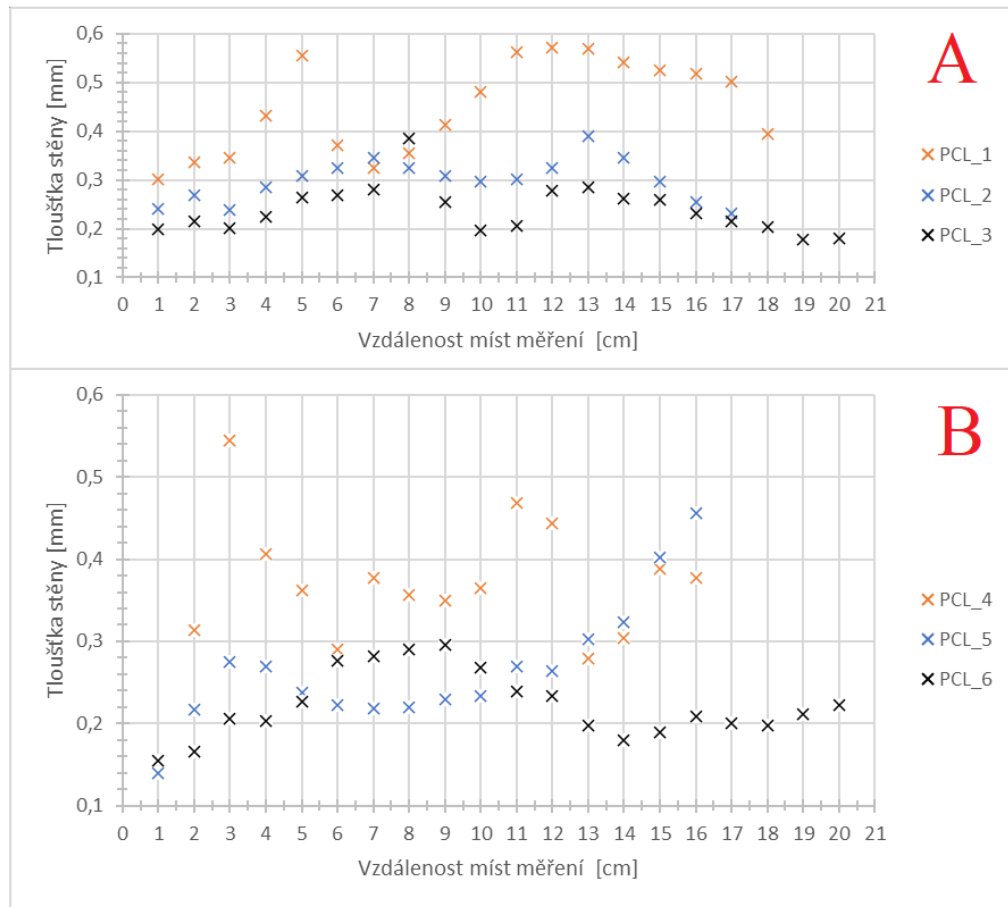 A
0,6
0,5
0,4
0,3
0,2
0,1
Tloušťka stěny [mm]
0 1 2 3 4 5 6 7 8 9 10 11 12 13 14 15 16 17 18 19 20 21
Vzdálenost míst měření [cm]
PCL_1
PCL_2
PCL_3
B
0,6
0,5
0,4
0,3
0,2
0,1
Tloušťka stěny [mm]
0 1 2 3 4 5 6 7 8 9 10 11 12 13 14 15 16 17 18 19 20 21
Vzdálenost míst měření [cm]
PCL_4
PCL_5
PCL_6